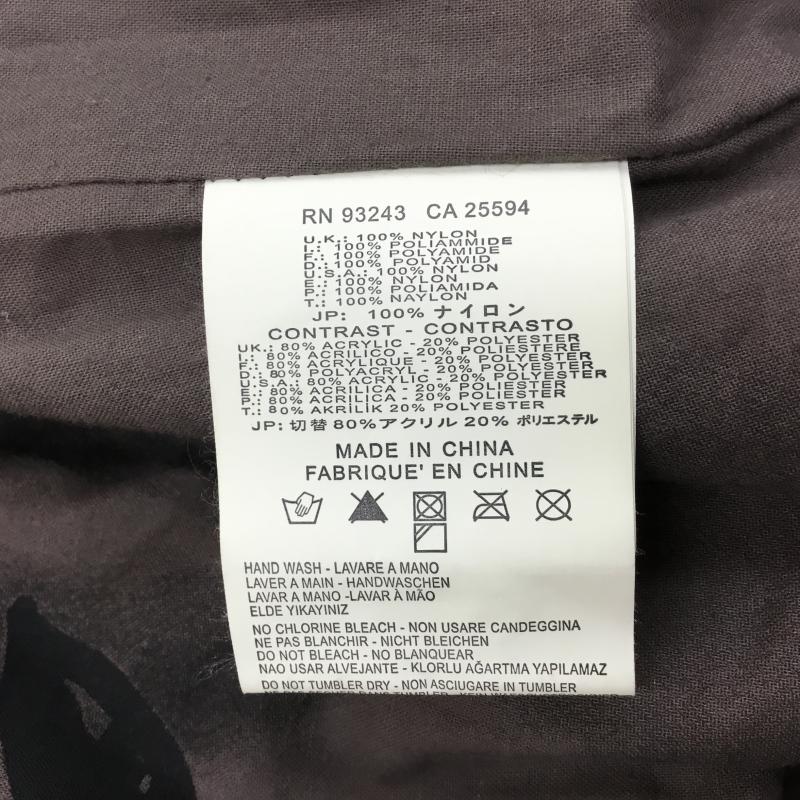 RN 93243 CA 25594
U.K.: 100% NYLON
I.: 100% POLIAMMIDE
F.: 100% POLYAMIDE
D.: 100% POLYAMID
U.S.A.: 100% NYLON
E.: 100% NYLON
P.: 100% POLIAMIDA
T.: 100% NAYLON
JP: 100% ナイロン
CONTRAST - CONTRASTO
UK.: 80% ACRYLIC - 20% POLYESTER
I.: 80% ACRILICO - 20% POLIESTERE
F.: 80% ACRYLIQUE - 20% POLYESTER
D.: 80% POLYACRYL - 20% POLYESTER
U.S.A.: 80% ACRYLIC - 20% POLYESTER
E.: 80% ACRILICA - 20% POLYESTER
P.: 80% ACRILICA - 20% POLYESTER
T.: 80% AKRİLİK 20% POLYESTER
JP: 切替 80%アクリル 20% ポリエステル
MADE IN CHINA
FABRIQUE' EN CHINE
HAND WASH - LAVARE A MANO
LAVER A MAIN - HANDWASCHEN
LAVAR A MANO -LAVAR À MÃO
ELDE YIKAYINIZ
NO CHLORINE BLEACH - NON USARE CANDEGGINA
NE PAS BLANCHIR - NICHT BLEICHEN
DO NOT BLEACH - NO BLANQUEAR
NAO USAR ALVEJANTE - KLORLU AĞARTMA YAPILAMAZ
DO NOT TUMBLER DRY - NON ASCIUGARE IN TUMBLER